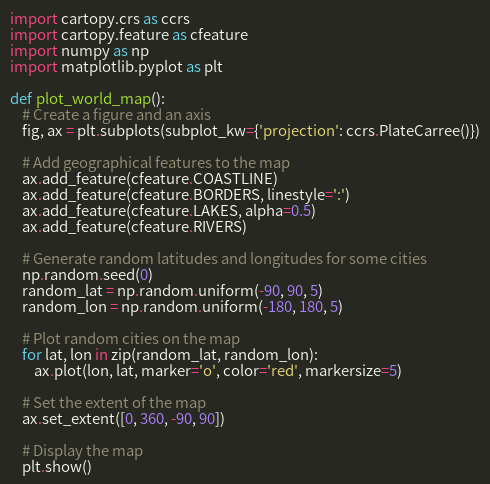 import cartopy.crs as ccrs
import cartopy.feature as cfeature
import numpy as np
import matplotlib.pyplot as plt

def plot_world_map():
    # Create a figure and an axis
    fig, ax = plt.subplots(subplot_kw={'projection': ccrs.PlateCarree()})

    # Add geographical features to the map
    ax.add_feature(cfeature.COASTLINE)
    ax.add_feature(cfeature.BORDERS, linestyle=':')
    ax.add_feature(cfeature.LAKES, alpha=0.5)
    ax.add_feature(cfeature.RIVERS)

    # Generate random latitudes and longitudes for some cities
    np.random.seed(0)
    random_lat = np.random.uniform(-90, 90, 5)
    random_lon = np.random.uniform(-180, 180, 5)

    # Plot random cities on the map
    for lat, lon in zip(random_lat, random_lon):
        ax.plot(lon, lat, marker='o', color='red', markersize=5)

    # Set the extent of the map
    ax.set_extent([0, 360, -90, 90])

    # Display the map
    plt.show()